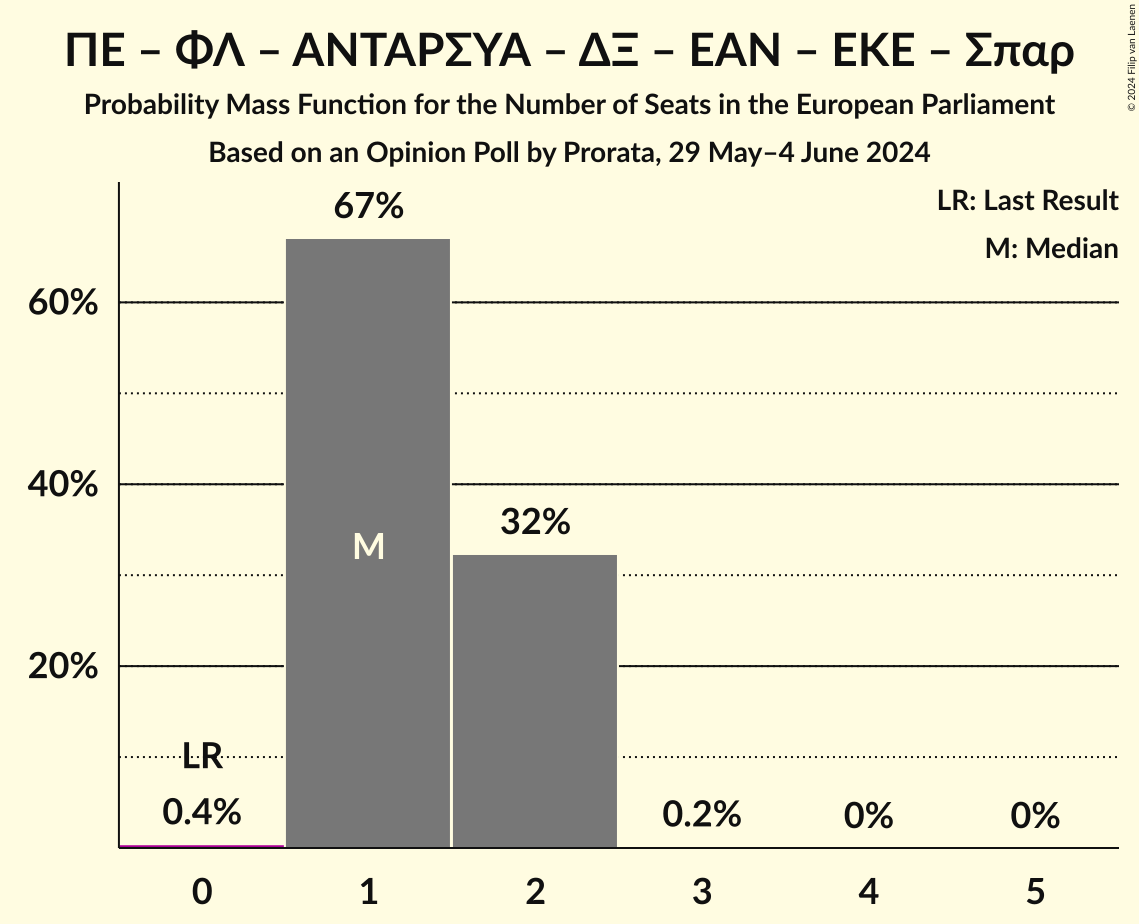 ΠΕ – ΦΛ – ΑΝΤΑΡΣΥΑ – ΔΞ – ΕΑΝ – ΕΚΕ – Σπαρ
Probability Mass Function for the Number of Seats in the European Parliament
Based on an Opinion Poll by Prorata, 29 May–4 June 2024
© 2024 Filip van Laenen
LR: Last Result
M: Median
67%
60%
40%
32%
M
20%
LR
0.4%
0.2%
0%
0%
0 1 2 3 4 5